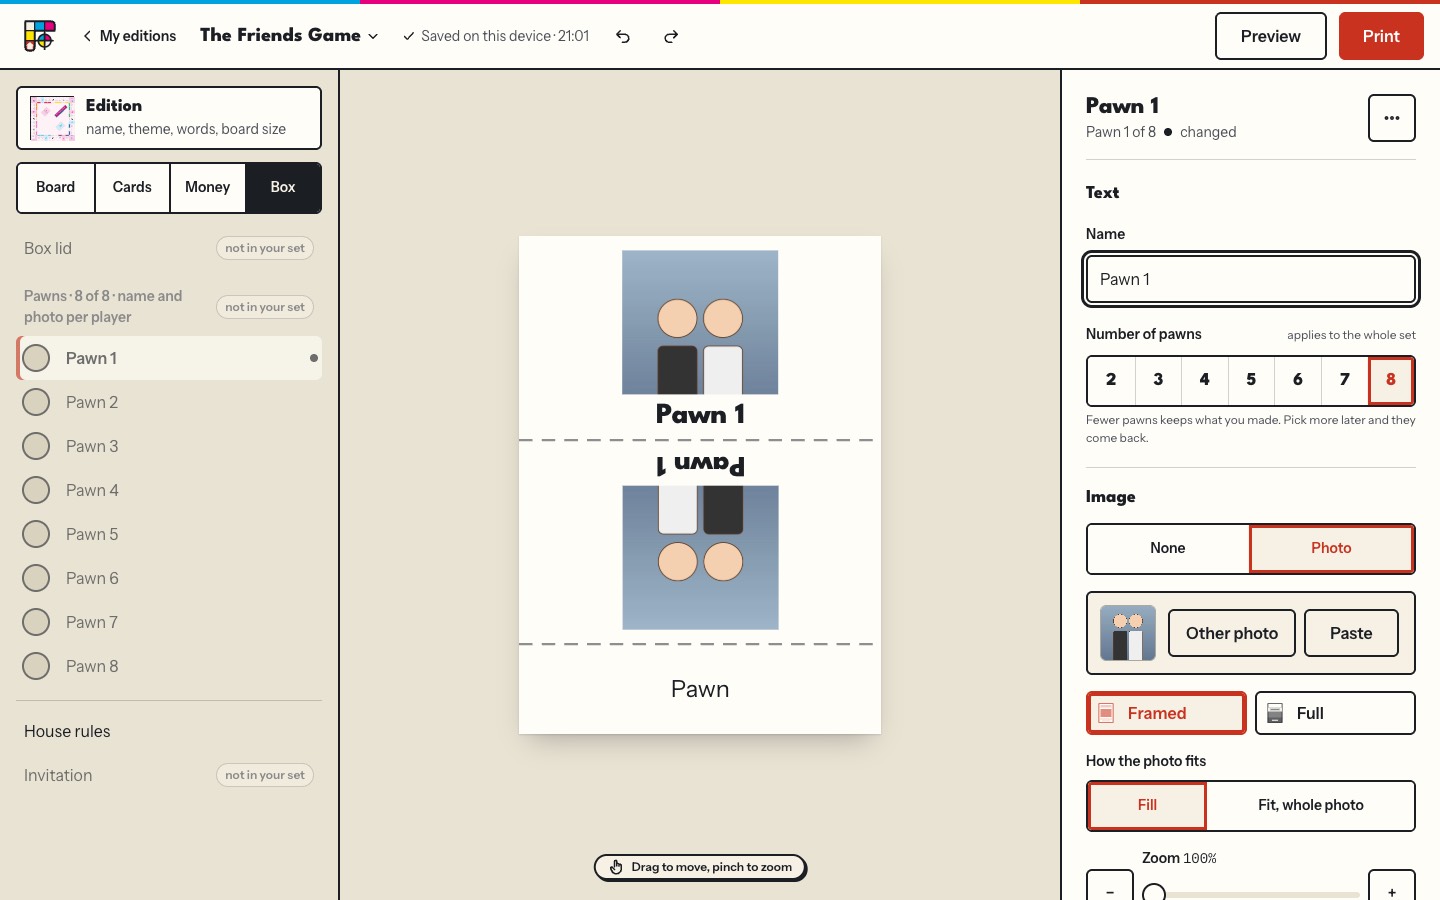 My editions
The Friends Game
Saved on this device · 21:01
Preview
Print
Edition
name, theme, words, board size
Board
Cards
Money
Box
Box lid
not in your set
Pawns · 8 of 8 · name and
photo per player
not in your set
Pawn 1
Pawn 2
Pawn 3
Pawn 4
Pawn 5
Pawn 6
Pawn 7
Pawn 8
House rules
Invitation
not in your set
Pawn 1
Pawn 1
Pawn
Drag to move, pinch to zoom
Pawn 1
Pawn 1 of 8 ● changed
Text
Name
Pawn 1
Number of pawns
applies to the whole set
2 3 4 5 6 7 8
Fewer pawns keeps what you made. Pick more later and they
come back.
Image
None
Photo
Other photo
Paste
Framed
Full
How the photo fits
Fill
Fit, whole photo
Zoom 100%
− +